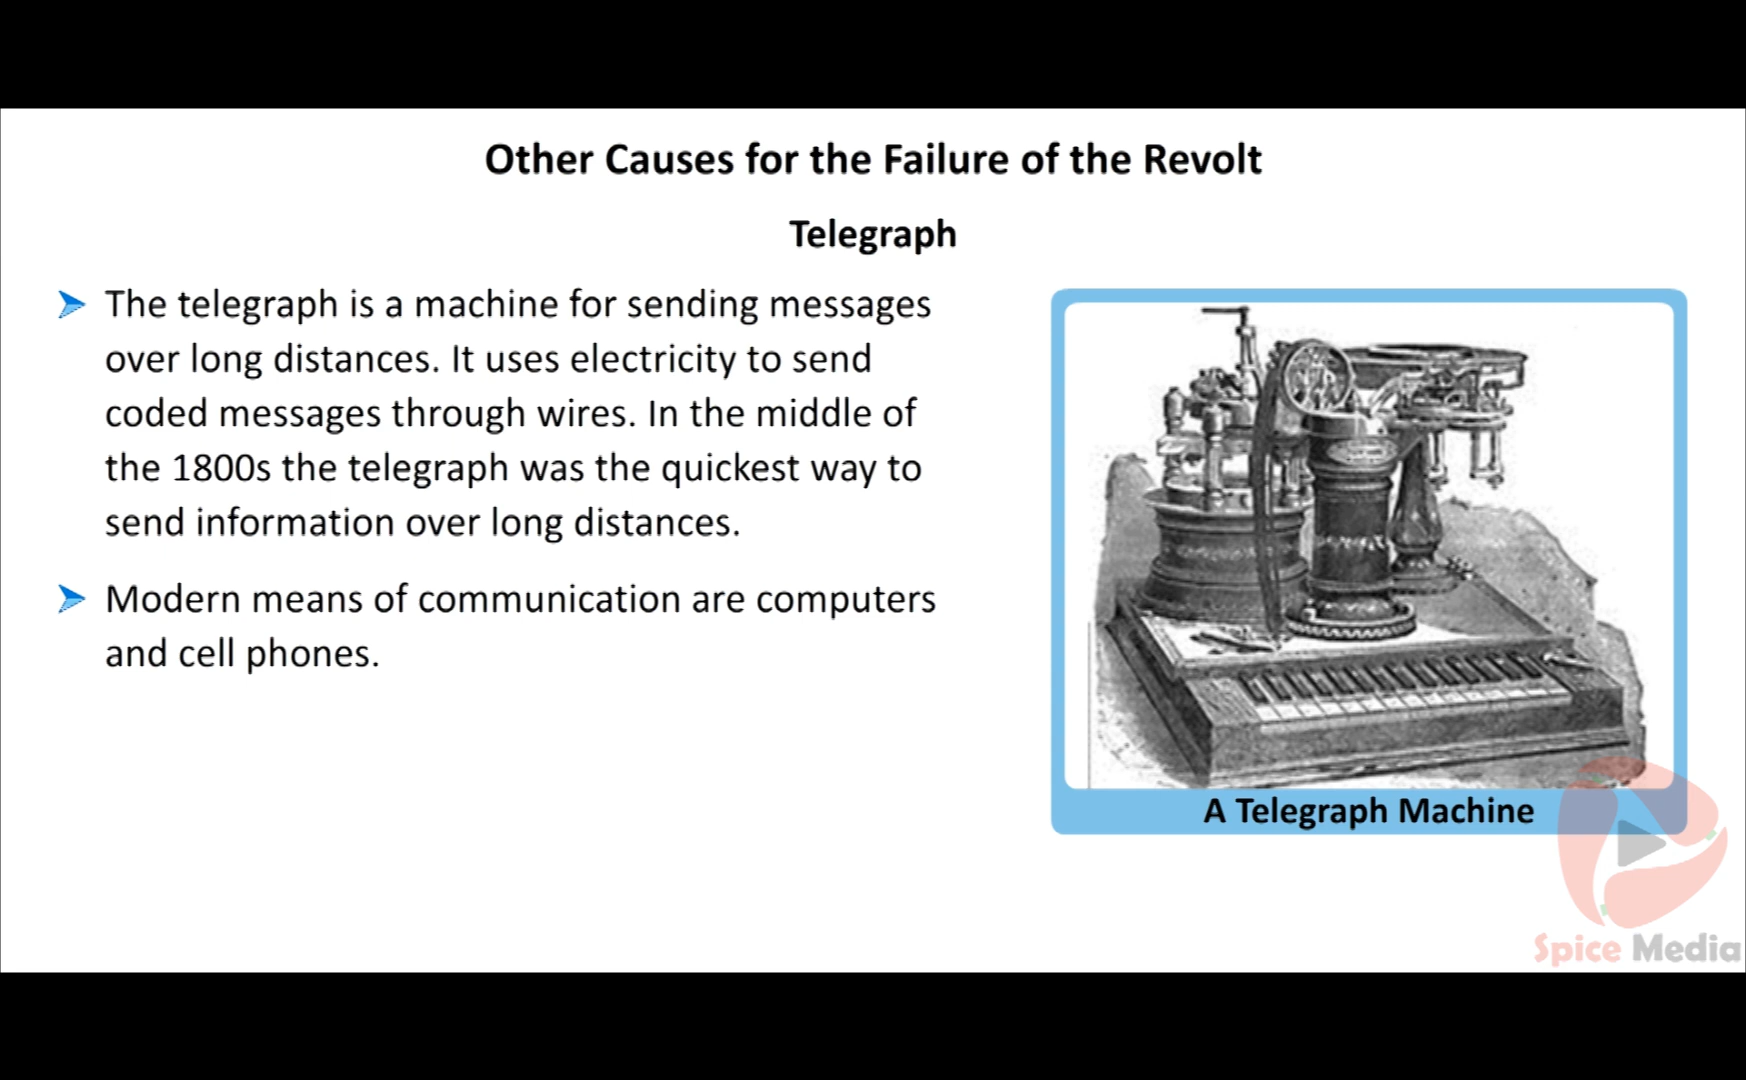 Other Causes for the Failure of the Revolt
Telegraph
The telegraph is a machine for sending messages
over long distances. It uses electricity to send
coded messages through wires. In the middle of
the 1800s the telegraph was the quickest way to
send information over long distances.
Modern means of communication are computers
and cell phones.
A Telegraph Machine
Spice Media